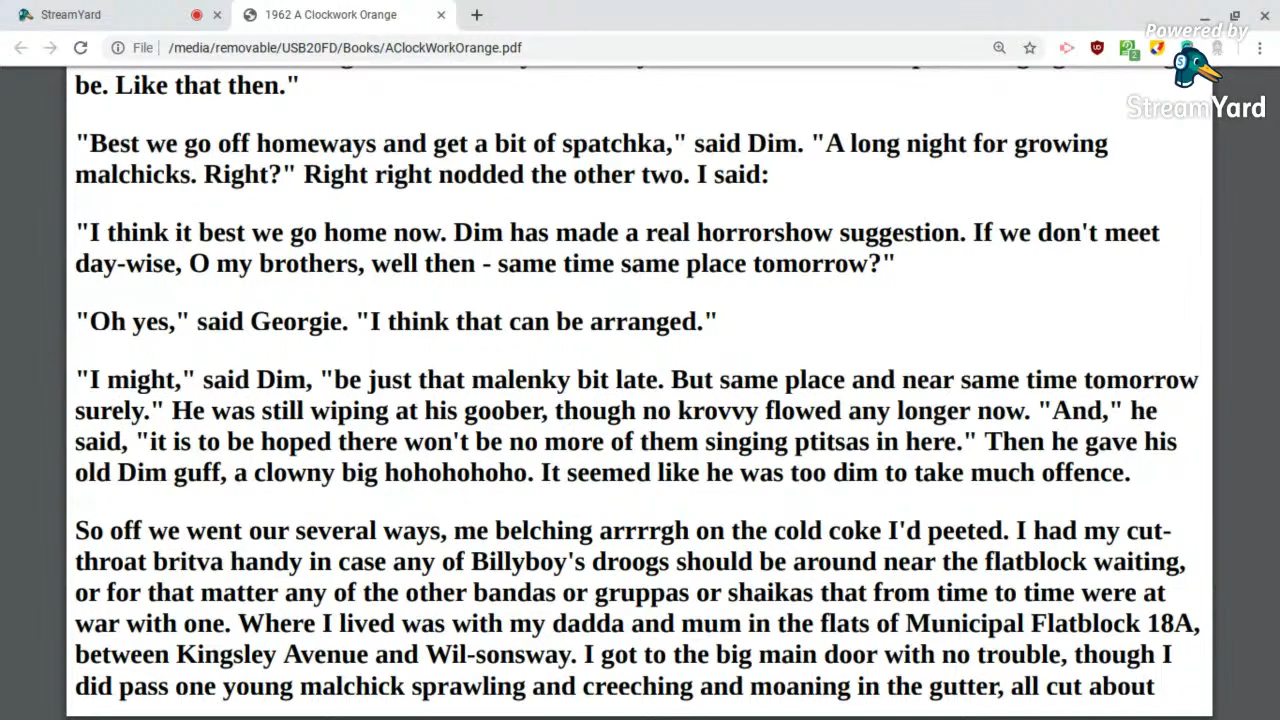 StreamYard
1962 A Clockwork Orange
File | /media/removable/USB20FD/Books/AClockWorkOrange.pdf
Powered by
StreamYard
be. Like that then."
"Best we go off homeways and get a bit of spatchka," said Dim. "A long night for growing
malchicks. Right?" Right right nodded the other two. I said:
"I think it best we go home now. Dim has made a real horrorshow suggestion. If we don't meet
day-wise, O my brothers, well then - same time same place tomorrow?"
"Oh yes," said Georgie. "I think that can be arranged."
"I might," said Dim, "be just that malenky bit late. But same place and near same time tomorrow
surely." He was still wiping at his goober, though no krovvy flowed any longer now. "And," he
said, "it is to be hoped there won't be no more of them singing ptitsas in here." Then he gave his
old Dim guff, a clowny big hohohohoho. It seemed like he was too dim to take much offence.
So off we went our several ways, me belching arrrrgh on the cold coke I'd peeted. I had my cut-
throat britva handy in case any of Billyboy's droogs should be around near the flatblock waiting,
or for that matter any of the other bandas or gruppas or shaikas that from time to time were at
war with one. Where I lived was with my dadda and mum in the flats of Municipal Flatblock 18A,
between Kingsley Avenue and Wil-sonsway. I got to the big main door with no trouble, though I
did pass one young malchick sprawling and creeching and moaning in the gutter, all cut about